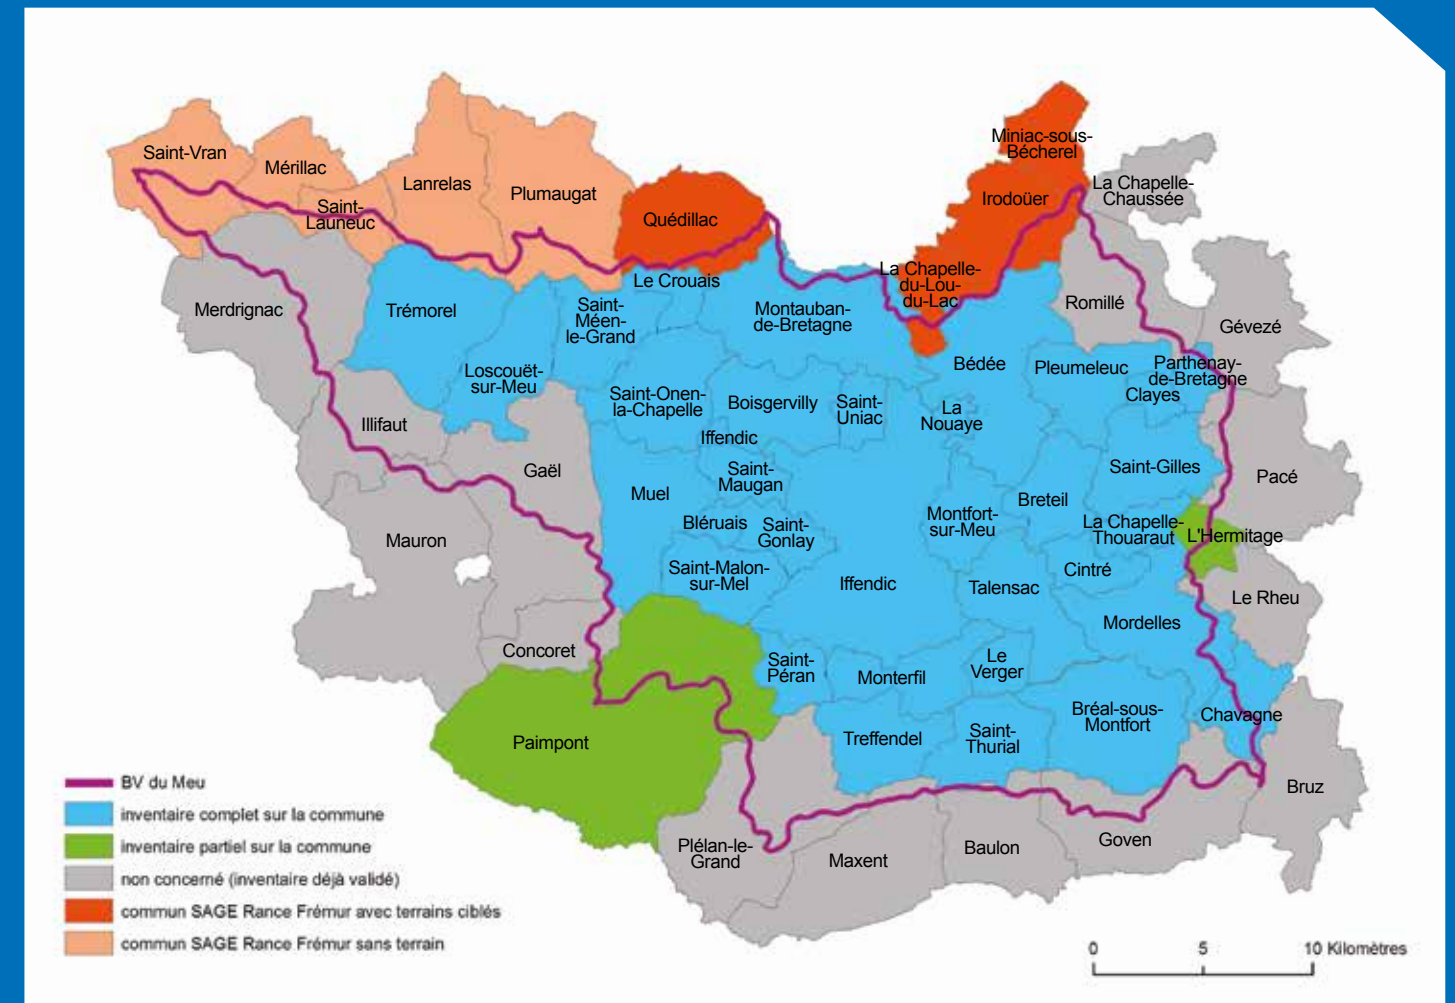 Saint-Vran
Mérillac
Saint-
Launeuc
Lanrelas
Plumaugat
Quédillac
Miniac-sous-
Bécherel
Irodoüer
La Chapelle-
Chaussée
La Chapelle-
du-Lou-
du-Lac
Merdrignac
Trémorel
Loscouët-
sur-Meu
Saint-
Méen-
le-Grand
Le Crouais
Montauban-
de-Bretagne
Romillé
Gévezé
Bédée
Pleumeleuc
Parthenay-
de-Bretagne
Clayes
Illifaut
Gaël
Saint-Onen-
la-Chapelle
Boisgervilly
Saint-
Uniac
La
Nouaye
Iffendic
Saint-
Maugan
Muel
Saint-Gilles
Pacé
Breteil
Montfort-
sur-Meu
Mauron
Bléruais
Saint-
Gonlay
La Chapelle-
Thouaraut
L'Hermitage
Saint-Malon-
sur-Mel
Iffendic
Talensac
Cintré
Le Rheu
Mordelles
Concoret
Saint-
Péran
Monterfil
Le
Verger
Paimpont
Treffendel
Saint-
Thurial
Bréal-sous-
Montfort
Chavagne
Bruz
Plélan-le-
Grand
Maxent
Baulon
Goven
BV du Meu
inventaire complet sur la commune
inventaire partiel sur la commune
non concerné (inventaire déjà validé)
commun SAGE Rance Frémur avec terrains ciblés
commun SAGE Rance Frémur sans terrain
0 5 10 Kilomètres